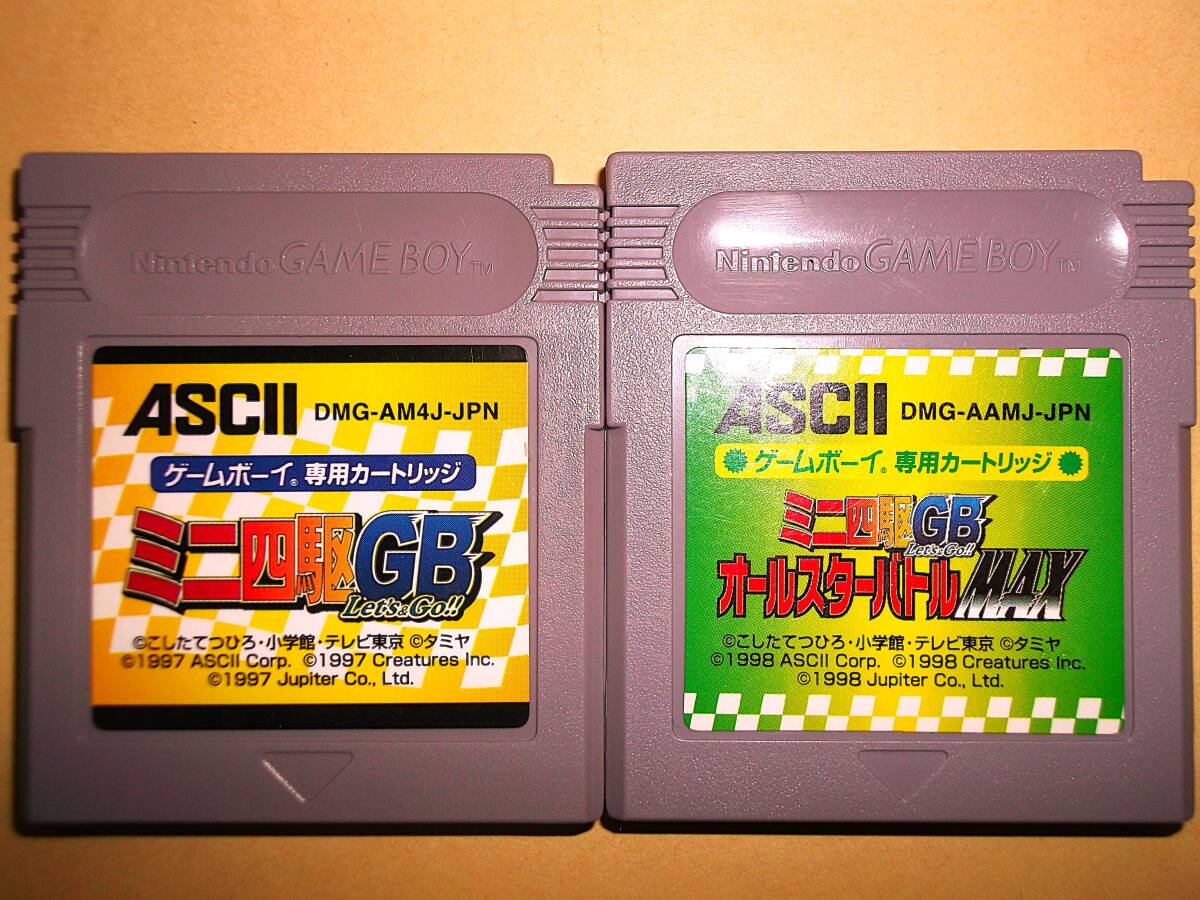 Nintendo GAME BOY™
ASCII DMG-AM4J-JPN
ゲームボーイ® 専用カートリッジ
ミニ四駆GB
Let's&Go!!
©こしたてつひろ・小学館・テレビ東京 ©タミヤ
©1997 ASCII Corp. ©1997 Creatures Inc.
©1997 Jupiter Co., Ltd.
Nintendo GAME BOY™
ASCII DMG-AAMJ-JPN
ゲームボーイ® 専用カートリッジ
ミニ四駆GB
Let's&Go!!
オールスターバトルMAX
©こしたてつひろ・小学館・テレビ東京 ©タミヤ
©1998 ASCII Corp. ©1998 Creatures Inc.
©1998 Jupiter Co., Ltd.